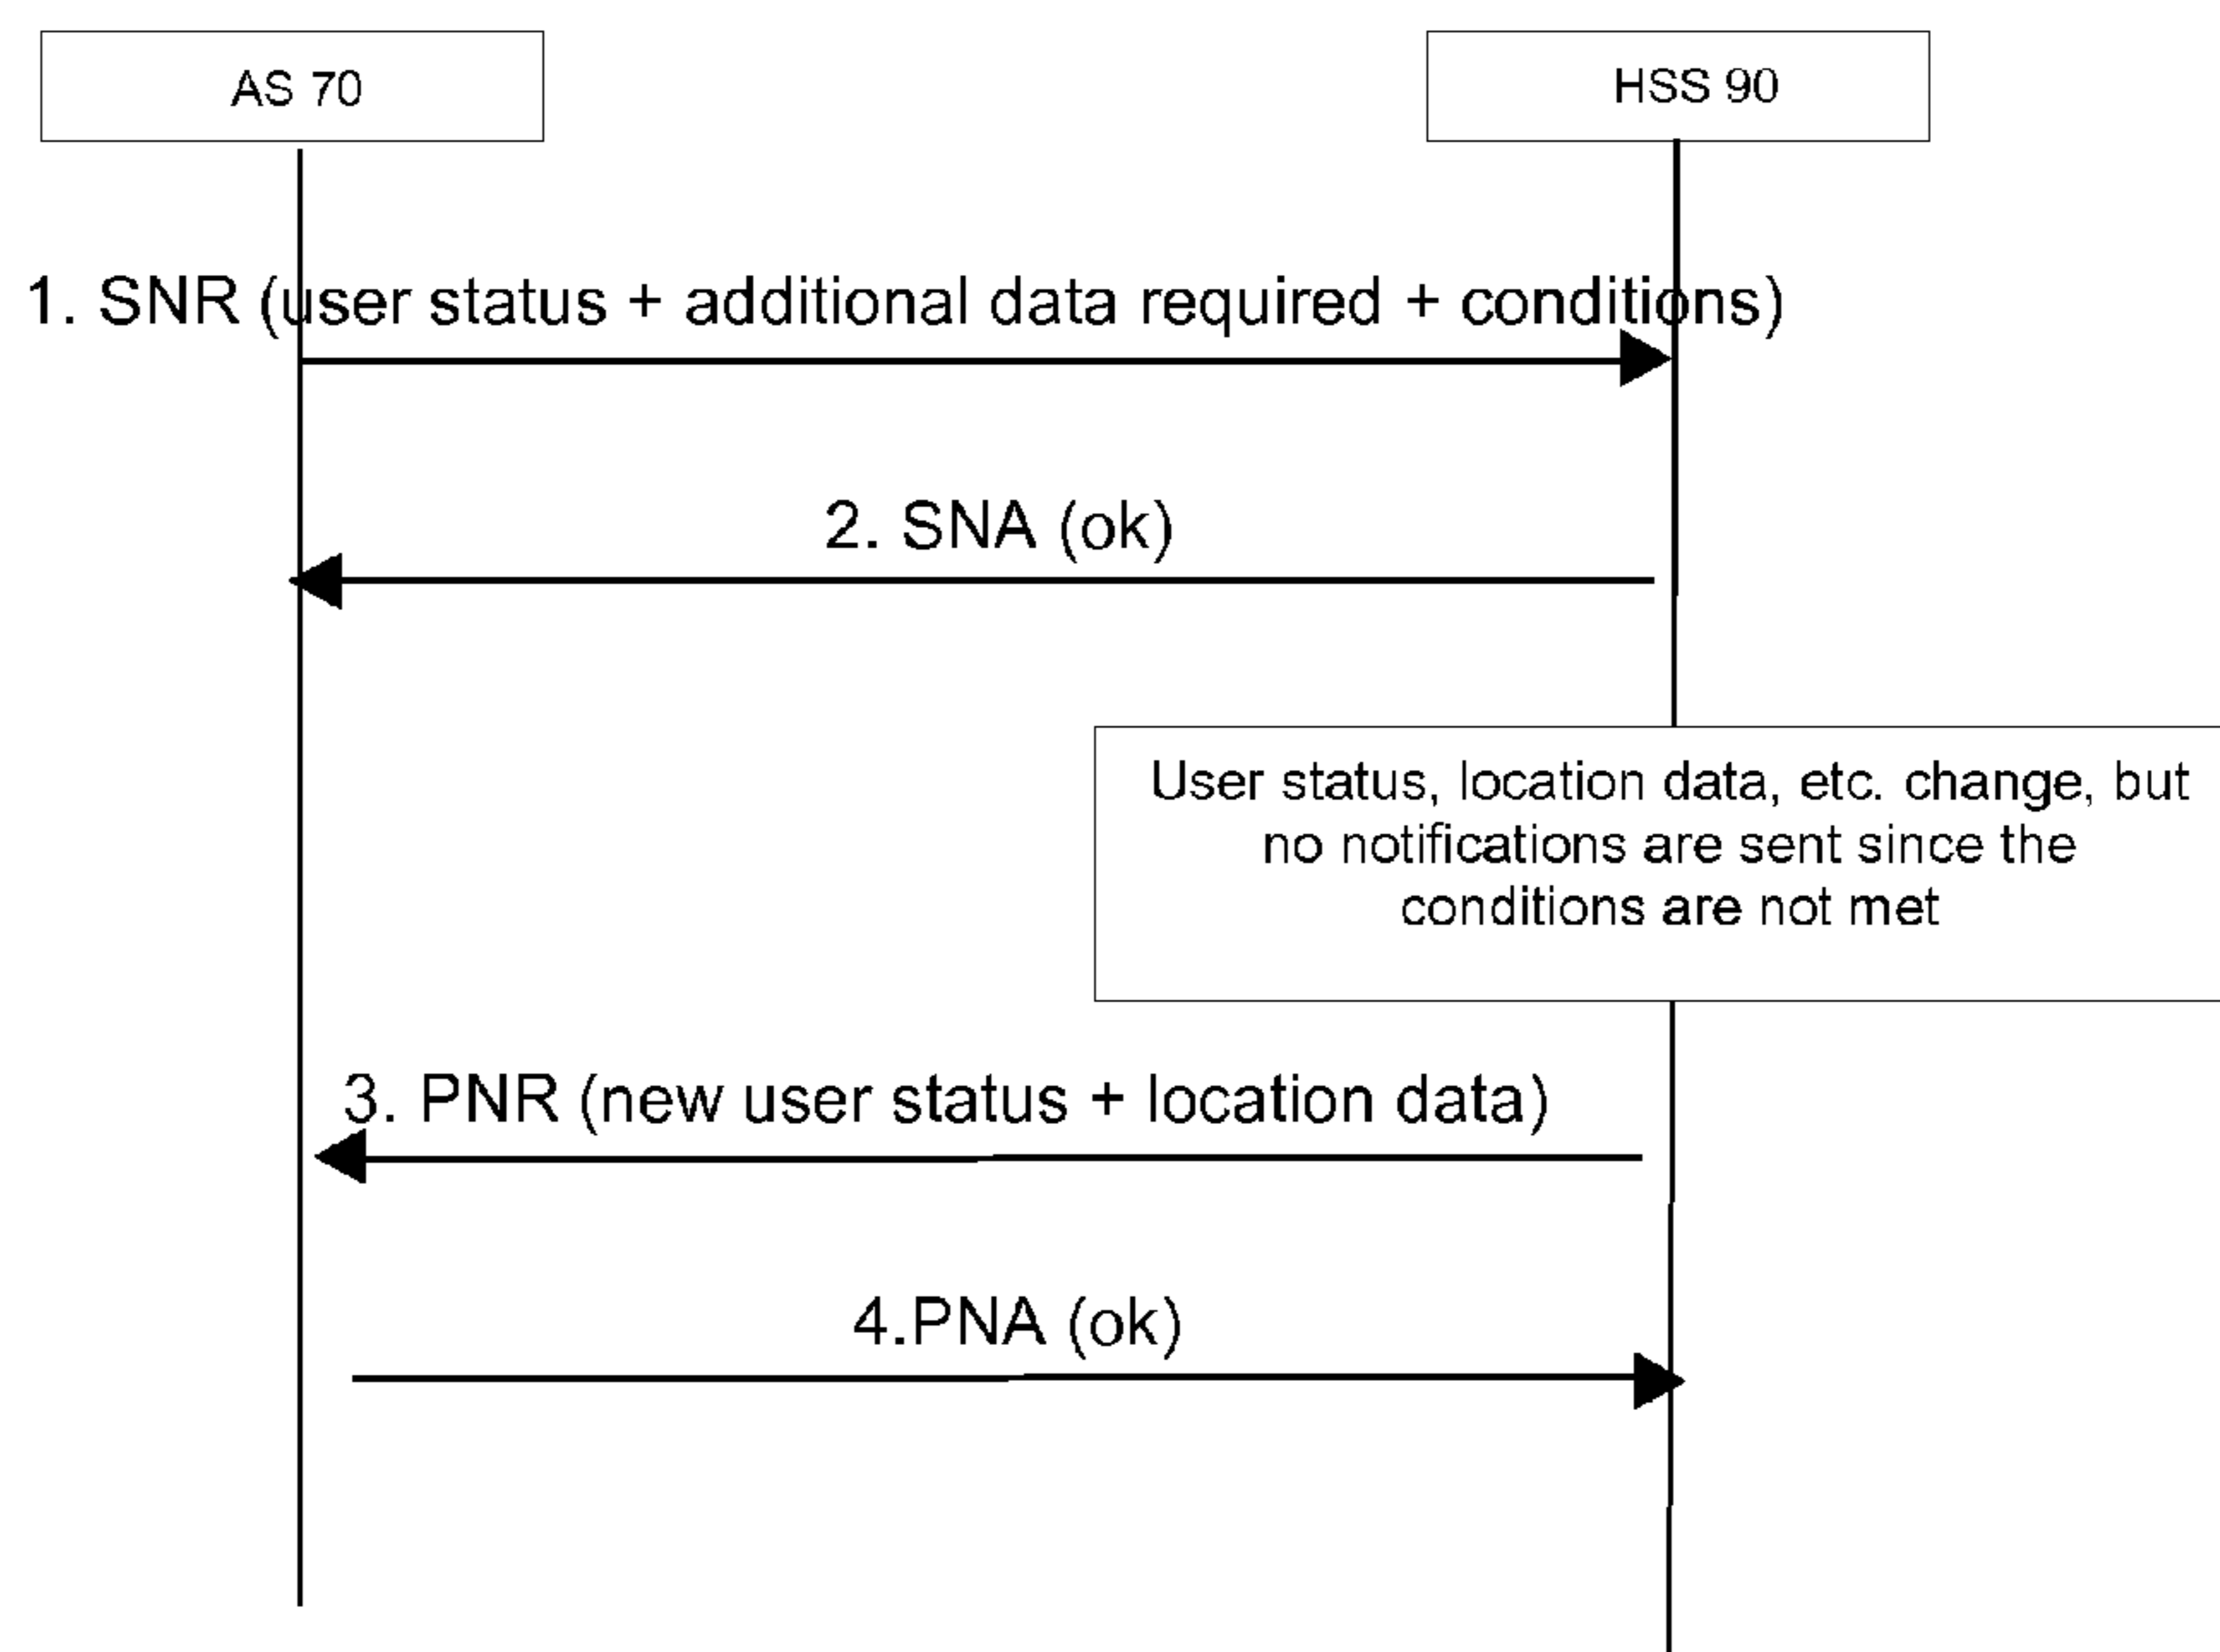 AS 70
HSS 90
1. SNR (user status + additional data required + conditions)
2. SNA (ok)
User status, location data, etc. change, but
no notifications are sent since the
conditions are not met
3. PNR (new user status + location data)
4.PNA (ok)